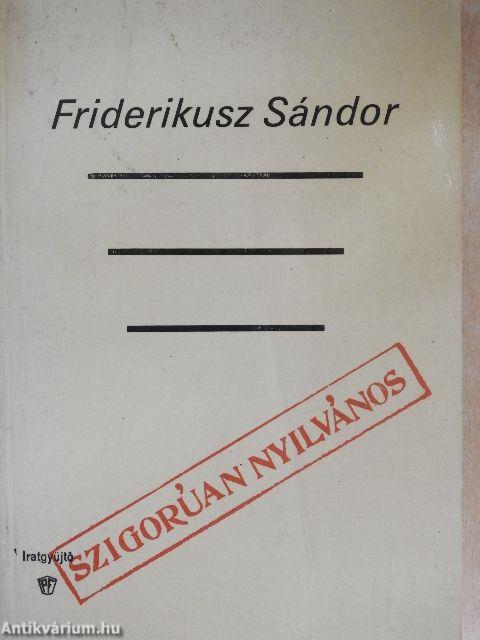 Friderikusz Sándor
SZIGORÚAN NYILVÁNOS
Iratgyűjtő
Antikvárium.hu